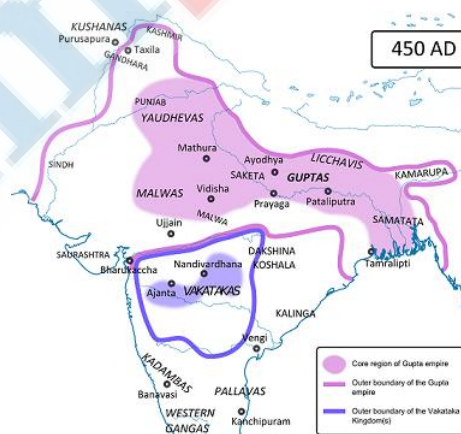 KUSHANAS
Purusapura
KASHMIR
Taxila
GANDHARA
450 AD
PUNJAB
YAUDHEVAS
Mathura
Ayodhya
LICCHAVIS
SINDH
SAKETA
GUPTAS
KAMARUPA
MALWAS
Vidisha
Prayaga
Pataliputra
MALWA
SAMATATA
Ujjain
SAURASHTRA
Bharukaccha
Nandivardhana
DAKSHINA
KOSHALA
Tamralipti
Ajanta
VAKATAKAS
KALINGA
Vengi
KADAMBAS
Banavasi
PALLAVAS
WESTERN
GANGAS
Kanchipuram
Core region of Gupta empire
Outer boundary of the Gupta
empire
Outer boundary of the Vakataka
Kingdom(s)